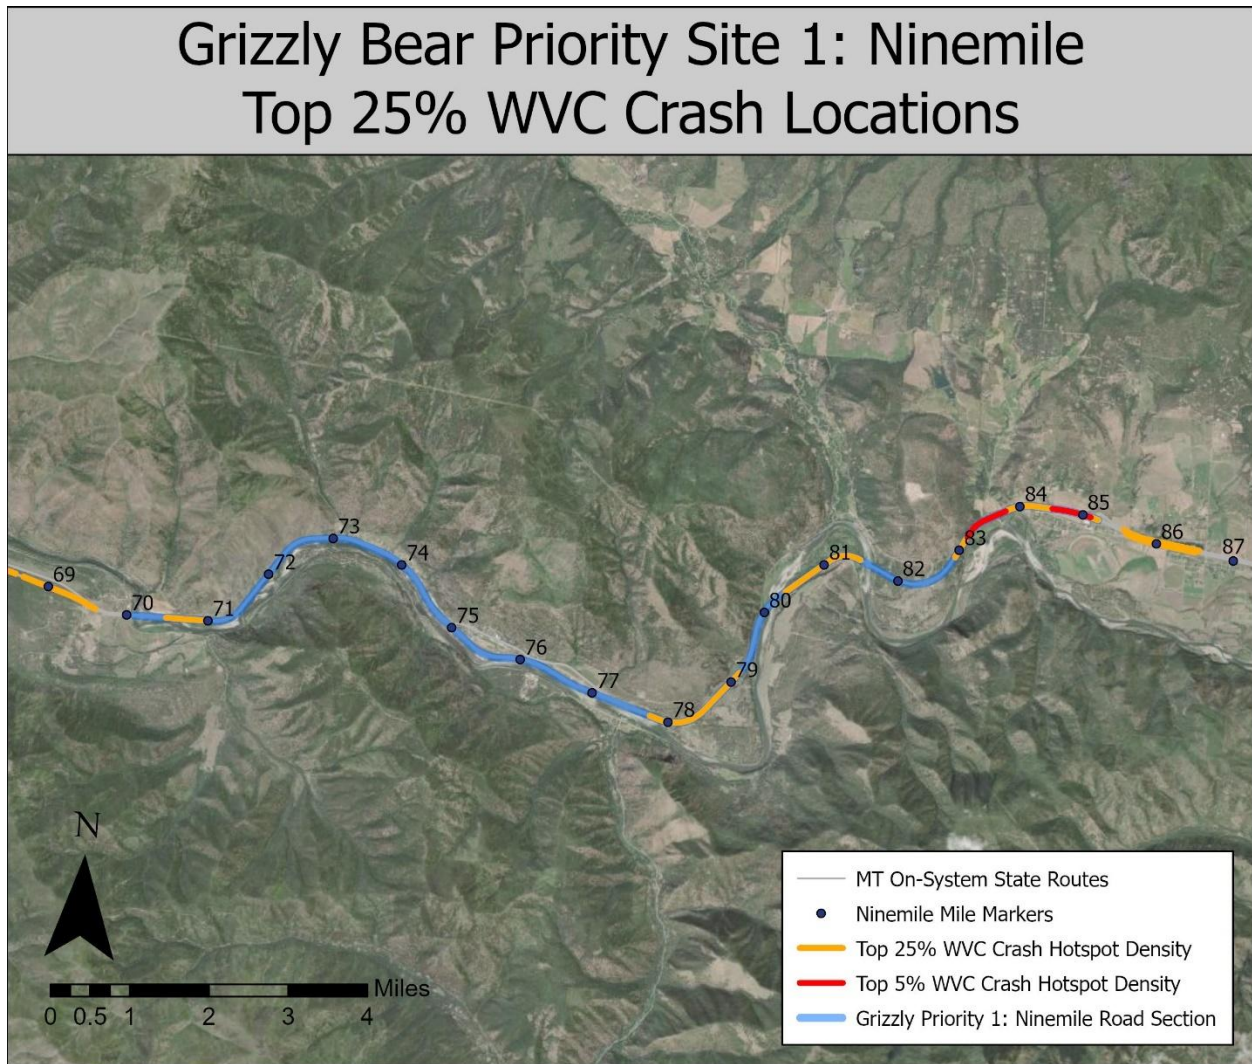 Grizzly Bear Priority Site 1: Ninemile
Top 25% WVC Crash Locations
84
85
73
83
86
81
87
72
74
69
82
70
71
80
75
76
79
77
78
N
MT On-System State Routes
Ninemile Mile Markers
Top 25% WVC Crash Hotspot Density
Top 5% WVC Crash Hotspot Density
Grizzly Priority 1: Ninemile Road Section
Miles
0 0.5 1 2 3 4